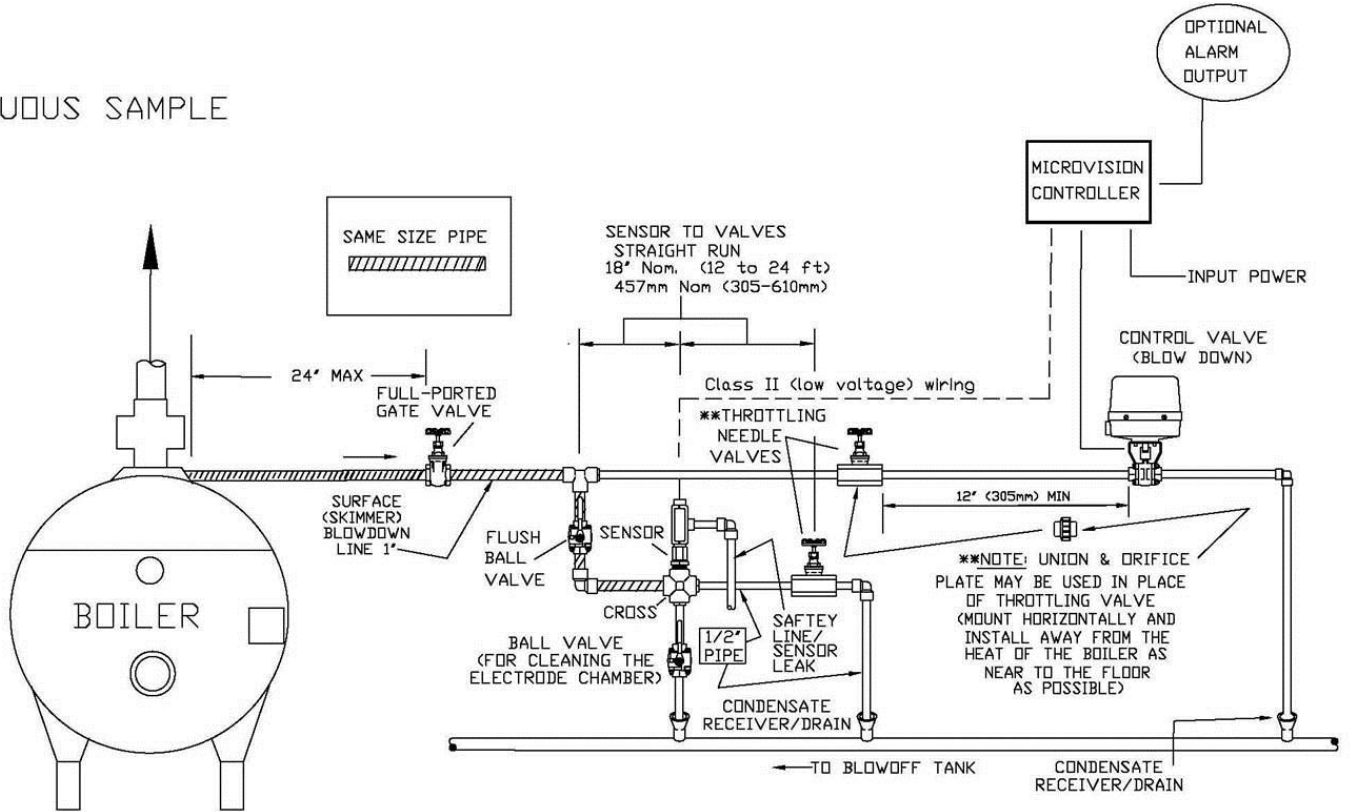 UOUS SAMPLE
OPTIONAL
ALARM
OUTPUT
MICROVISION
CONTROLLER
INPUT POWER
SAME SIZE PIPE
SENSOR TO VALVES
STRAIGHT RUN
18" Nom. (12 to 24 ft)
457mm Nom (305-610mm)
CONTROL VALVE
(BLOW DOWN)
24" MAX
FULL-PORTED
GATE VALVE
Class II (low voltage) wiring
**THROTTLING
NEEDLE
VALVES
12" (305mm) MIN
SURFACE
(SKIMMER)
BLOWDOWN
LINE 1"
FLUSH
BALL
VALVE
SENSOR
CROSS
**NOTE: UNION & ORIFICE
PLATE MAY BE USED IN PLACE
OF THROTTLING VALVE
(MOUNT HORIZONTALLY AND
INSTALL AWAY FROM THE
HEAT OF THE BOILER AS
NEAR TO THE FLOOR
AS POSSIBLE)
BOILER
BALL VALVE
(FOR CLEANING THE
ELECTRODE CHAMBER)
1/2"
PIPE
SAFTEY
LINE/
SENSOR
LEAK
CONDENSATE
RECEIVER/DRAIN
TO BLOWOFF TANK
CONDENSATE
RECEIVER/DRAIN